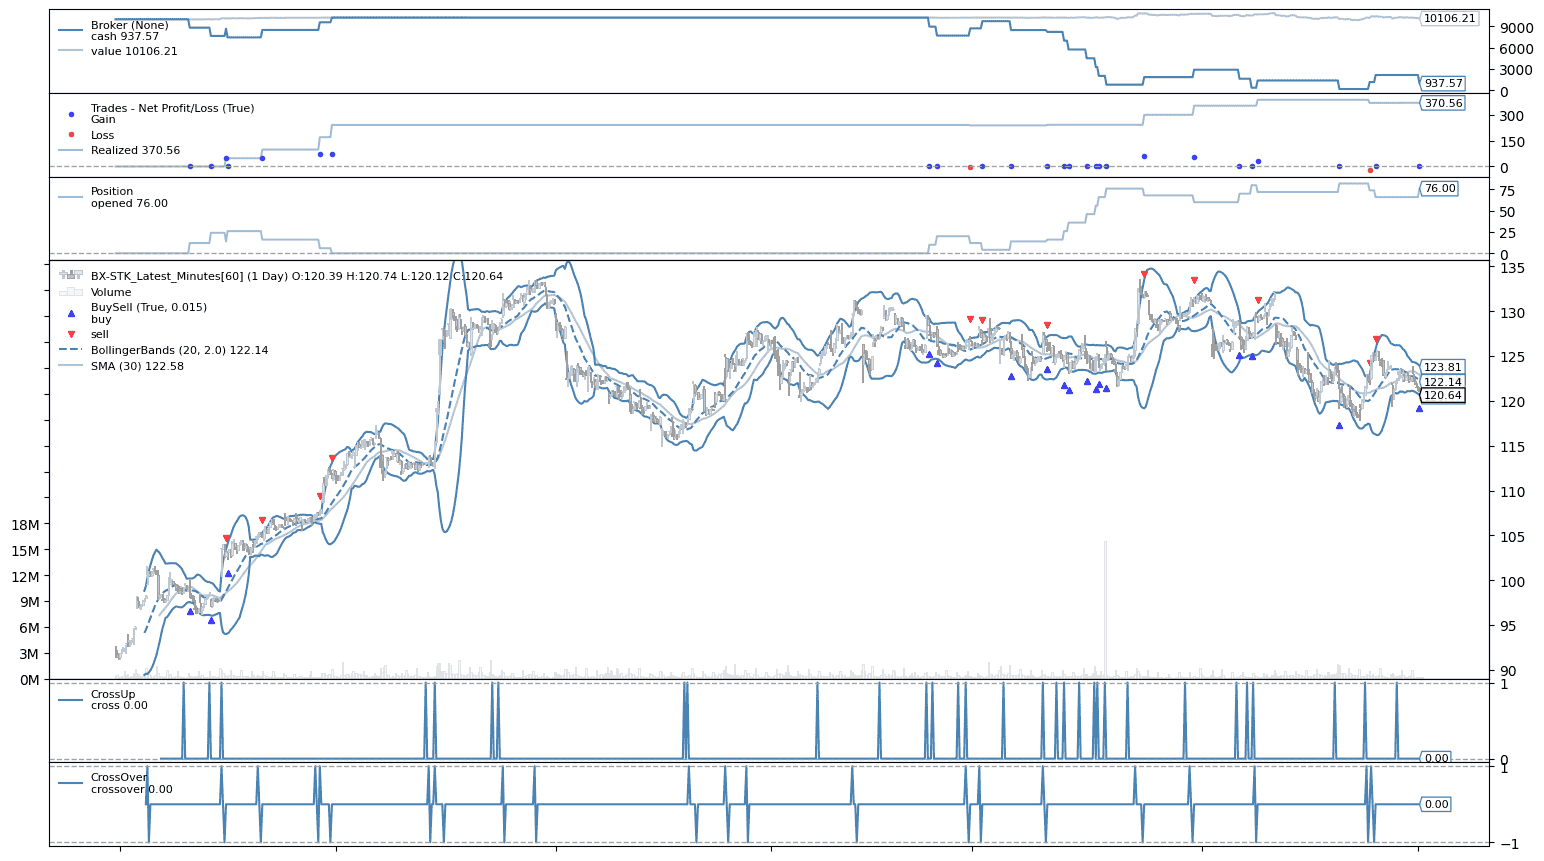 Broker (None)
cash 937.57
value 10106.21
10106.21
9000
6000
3000
937.57
0
Trades - Net Profit/Loss (True)
Gain
Loss
Realized 370.56
370.56
300
150
0
Position
opened 76.00
76.00
75
50
25
0
BX-STK_Latest_Minutes[60] (1 Day) O:120.39 H:120.74 L:120.12 C:120.64
Volume
BuySell (True, 0.015)
buy
sell
BollingerBands (20, 2.0) 122.14
SMA (30) 122.58
135
130
125
123.81
122.14
120.64
120
115
110
105
100
95
90
18M
15M
12M
9M
6M
3M
0M
CrossUp
cross 0.00
1
0.00
0
CrossOver
crossover 0.00
1
0.00
−1